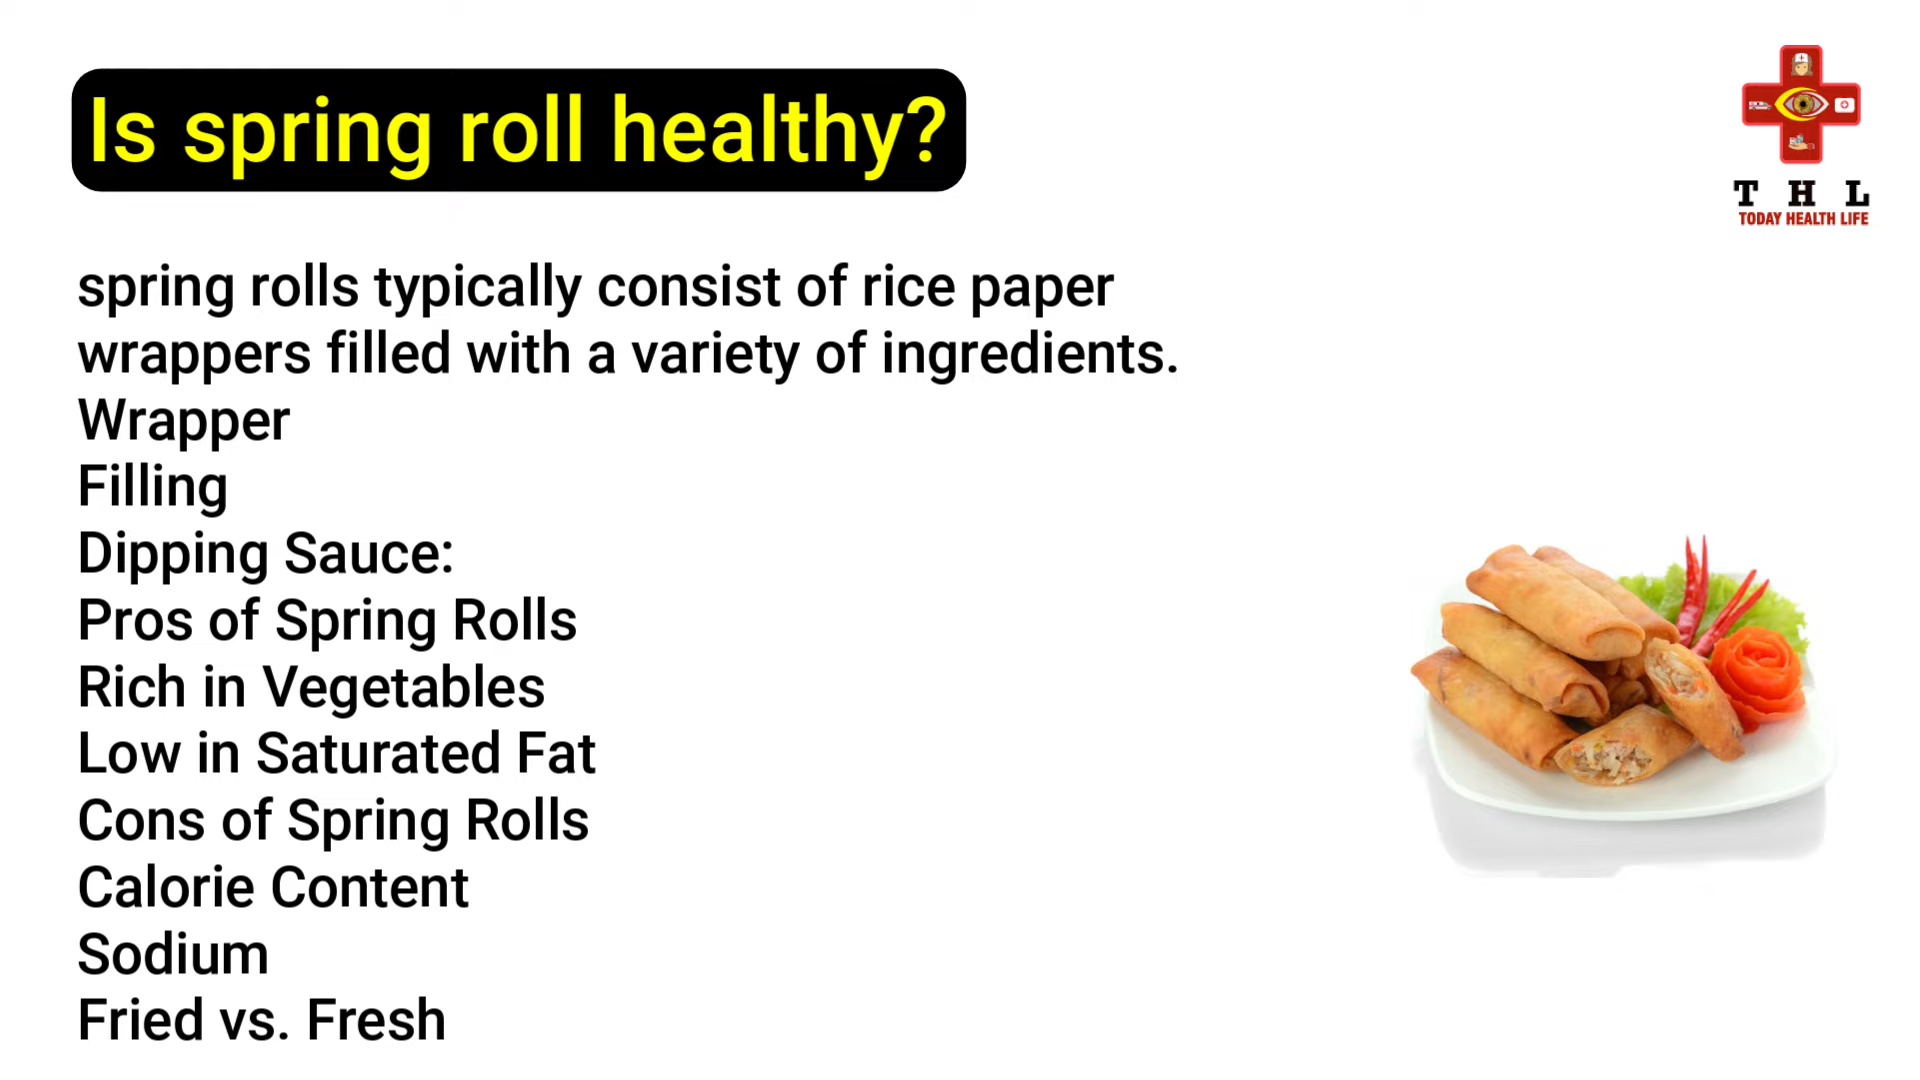 Is spring roll healthy?
T H L
TODAY HEALTH LIFE
spring rolls typically consist of rice paper
wrappers filled with a variety of ingredients.
Wrapper
Filling
Dipping Sauce:
Pros of Spring Rolls
Rich in Vegetables
Low in Saturated Fat
Cons of Spring Rolls
Calorie Content
Sodium
Fried vs. Fresh